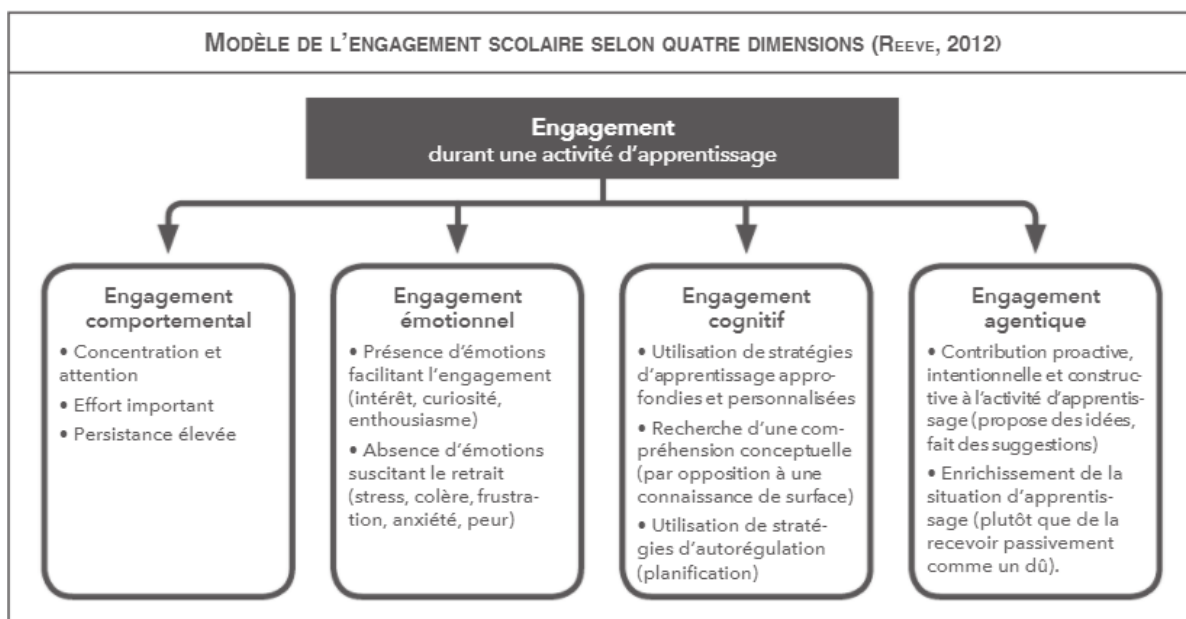 MODÈLE DE L'ENGAGEMENT SCOLAIRE SELON QUATRE DIMENSIONS (REEVE, 2012)
Engagement
durant une activité d'apprentissage
Engagement
comportemental
• Concentration et
attention
• Effort important
• Persistance élevée
Engagement
émotionnel
• Présence d'émotions
facilitant l'engagement
(intérêt, curiosité,
enthousiasme)
• Absence d'émotions
suscitant le retrait
(stress, colère, frustra-
tion, anxiété, peur)
Engagement
cognitif
• Utilisation de stratégies
d'apprentissage appro-
fondies et personnalisées
• Recherche d'une com-
préhension conceptuelle
(par opposition à une
connaissance de surface)
• Utilisation de straté-
gies d'autorégulation
(planification)
Engagement
agentique
• Contribution proactive,
intentionnelle et construc-
tive à l'activité d'apprentis-
sage (propose des idées,
fait des suggestions)
• Enrichissement de la
situation d'apprentis-
sage (plutôt que de la
recevoir passivement
comme un dû).